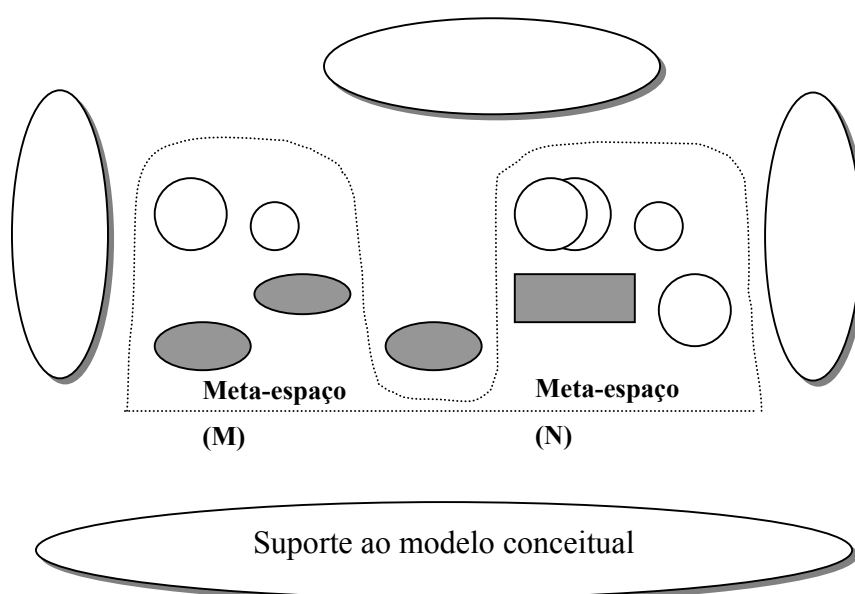 Meta-espaço
(M)
Meta-espaço
(N)
Suporte ao modelo conceitual